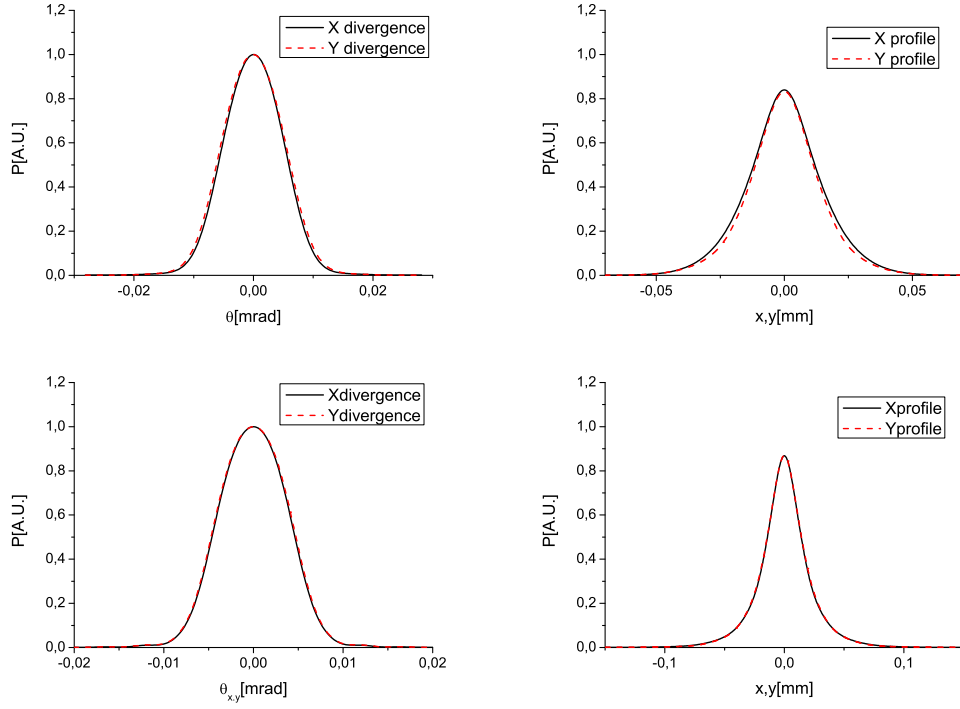 1,2
1,0
0,8
0,6
0,4
0,2
0,0
P[A.U.]
X divergence
Y divergence
-0,02 0,00 0,02
θ[mrad]
1,2
1,0
0,8
0,6
0,4
0,2
0,0
P[A.U.]
X profile
Y profile
-0,05 0,00 0,05
x,y[mm]
1,2
1,0
0,8
0,6
0,4
0,2
0,0
P[A.U.]
Xdivergence
Ydivergence
-0,02 -0,01 0,00 0,01 0,02
θx,y[mrad]
1,2
1,0
0,8
0,6
0,4
0,2
0,0
P[A.U.]
Xprofile
Yprofile
-0,1 0,0 0,1
x,y[mm]